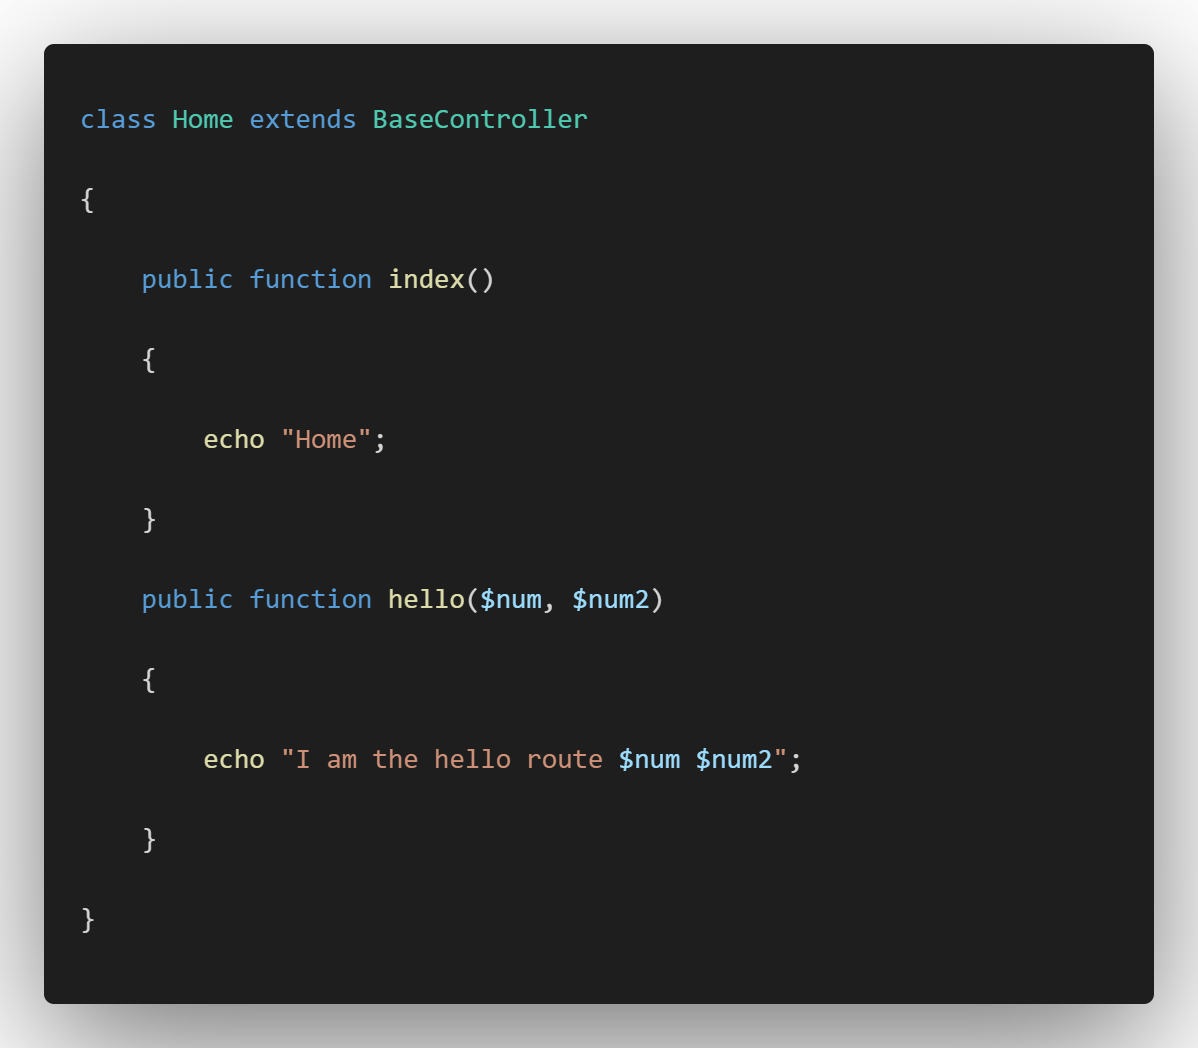 class Home extends BaseController
{
    public function index()
    {
        echo "Home";
    }
    public function hello($num, $num2)
    {
        echo "I am the hello route $num $num2";
    }
}